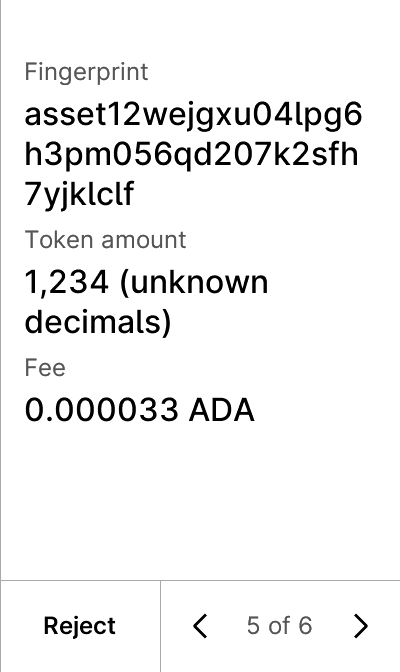 Fingerprint
asset12wejgxu04lpg6
h3pm056qd207k2sfh
7yjklclf
Token amount
1,234 (unknown
decimals)
Fee
0.000033 ADA
Reject
5 of 6